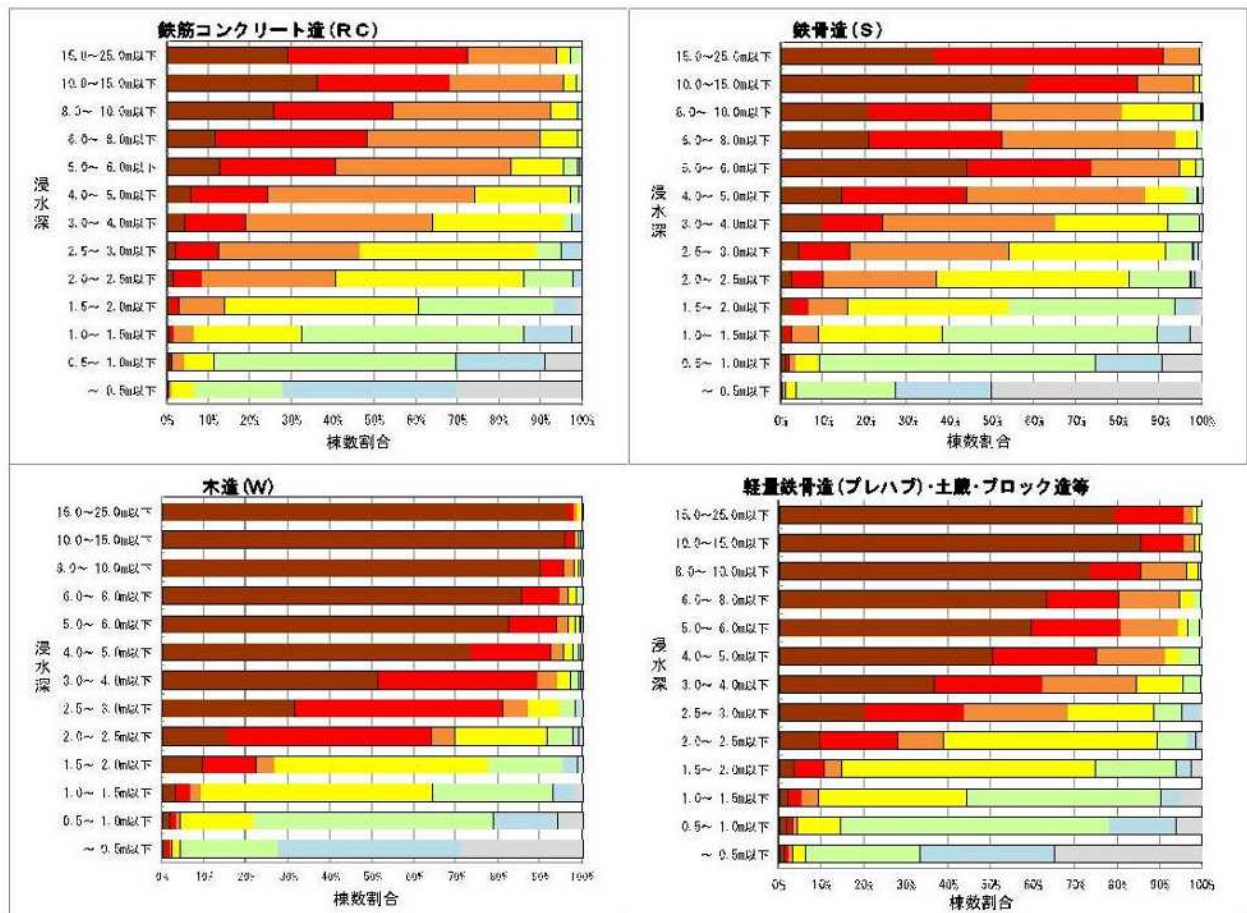 鉄筋コンクリート造(RC)
15.0～25.0m以下
10.0～15.0m以下
8.0～10.0m以下
6.0～ 8.0m以下
5.0～ 6.0m以下
4.0～ 5.0m以下
3.0～ 4.0m以下
2.5～ 3.0m以下
2.0～ 2.5m以下
1.5～ 2.0m以下
1.0～ 1.5m以下
0.5～ 1.0m以下
～ 0.5m以下
浸水深
0% 10% 20% 30% 40% 50% 60% 70% 80% 90% 100%
棟数割合
鉄骨造(S)
15.0～25.0m以下
10.0～15.0m以下
8.0～10.0m以下
6.0～ 8.0m以下
5.0～ 6.0m以下
4.0～ 5.0m以下
3.0～ 4.0m以下
2.5～ 3.0m以下
2.0～ 2.5m以下
1.5～ 2.0m以下
1.0～ 1.5m以下
0.5～ 1.0m以下
～ 0.5m以下
浸水深
0% 10% 20% 30% 40% 50% 60% 70% 80% 90% 100%
棟数割合
木造(W)
15.0～25.0m以下
10.0～15.0m以下
8.0～10.0m以下
6.0～ 8.0m以下
5.0～ 6.0m以下
4.0～ 5.0m以下
3.0～ 4.0m以下
2.5～ 3.0m以下
2.0～ 2.5m以下
1.5～ 2.0m以下
1.0～ 1.5m以下
0.5～ 1.0m以下
～ 0.5m以下
浸水深
0% 10% 20% 30% 40% 50% 60% 70% 80% 90% 100%
棟数割合
軽量鉄骨造(プレハブ)･土蔵･ブロック造等
15.0～25.0m以下
10.0～15.0m以下
8.0～10.0m以下
6.0～ 8.0m以下
5.0～ 6.0m以下
4.0～ 5.0m以下
3.0～ 4.0m以下
2.5～ 3.0m以下
2.0～ 2.5m以下
1.5～ 2.0m以下
1.0～ 1.5m以下
0.5～ 1.0m以下
～ 0.5m以下
浸水深
0% 10% 20% 30% 40% 50% 60% 70% 80% 90% 100%
棟数割合